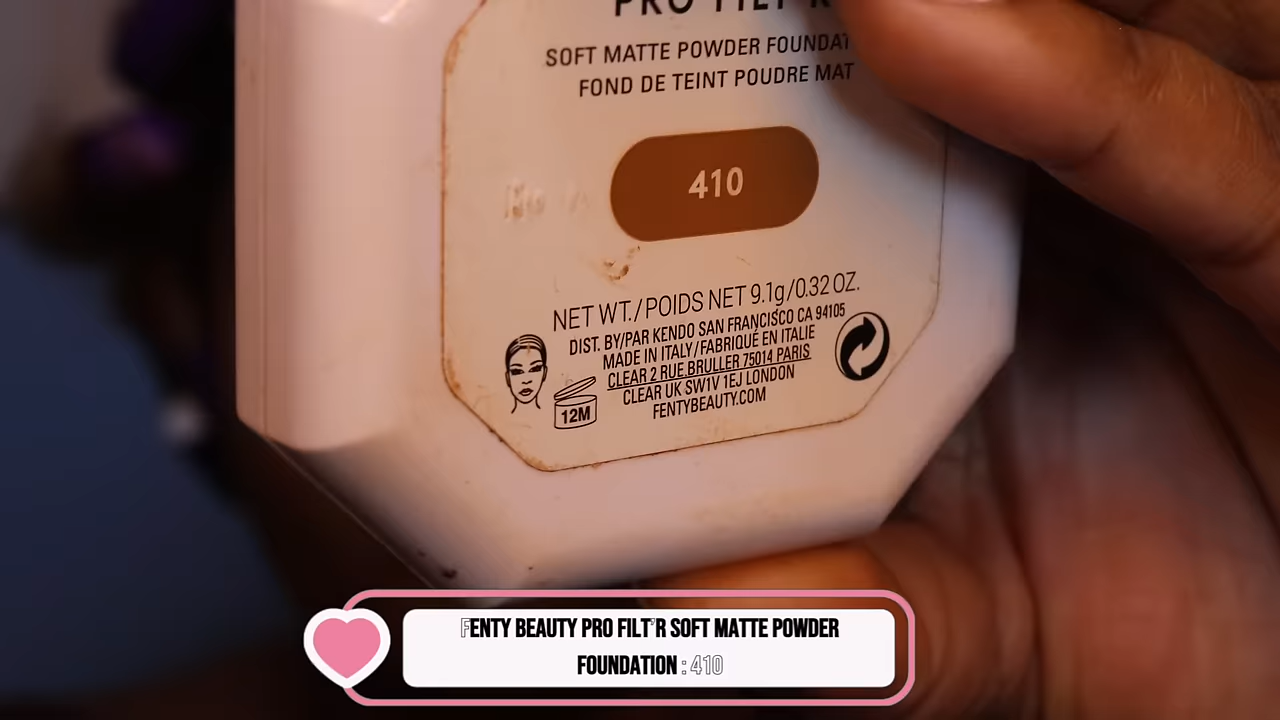 PRO FILT'R
SOFT MATTE POWDER FOUNDAT
FOND DE TEINT POUDRE MAT
410
NET WT./POIDS NET 9.1g/0.32 OZ.
DIST. BY/PAR KENDO SAN FRANCISCO CA 94105
MADE IN ITALY/FABRIQUÉ EN ITALIE
CLEAR 2 RUE BRULLER 75014 PARIS
CLEAR UK SW1V 1EJ LONDON
FENTYBEAUTY.COM
12M
FENTY BEAUTY PRO FILT'R SOFT MATTE POWDER
FOUNDATION : 410